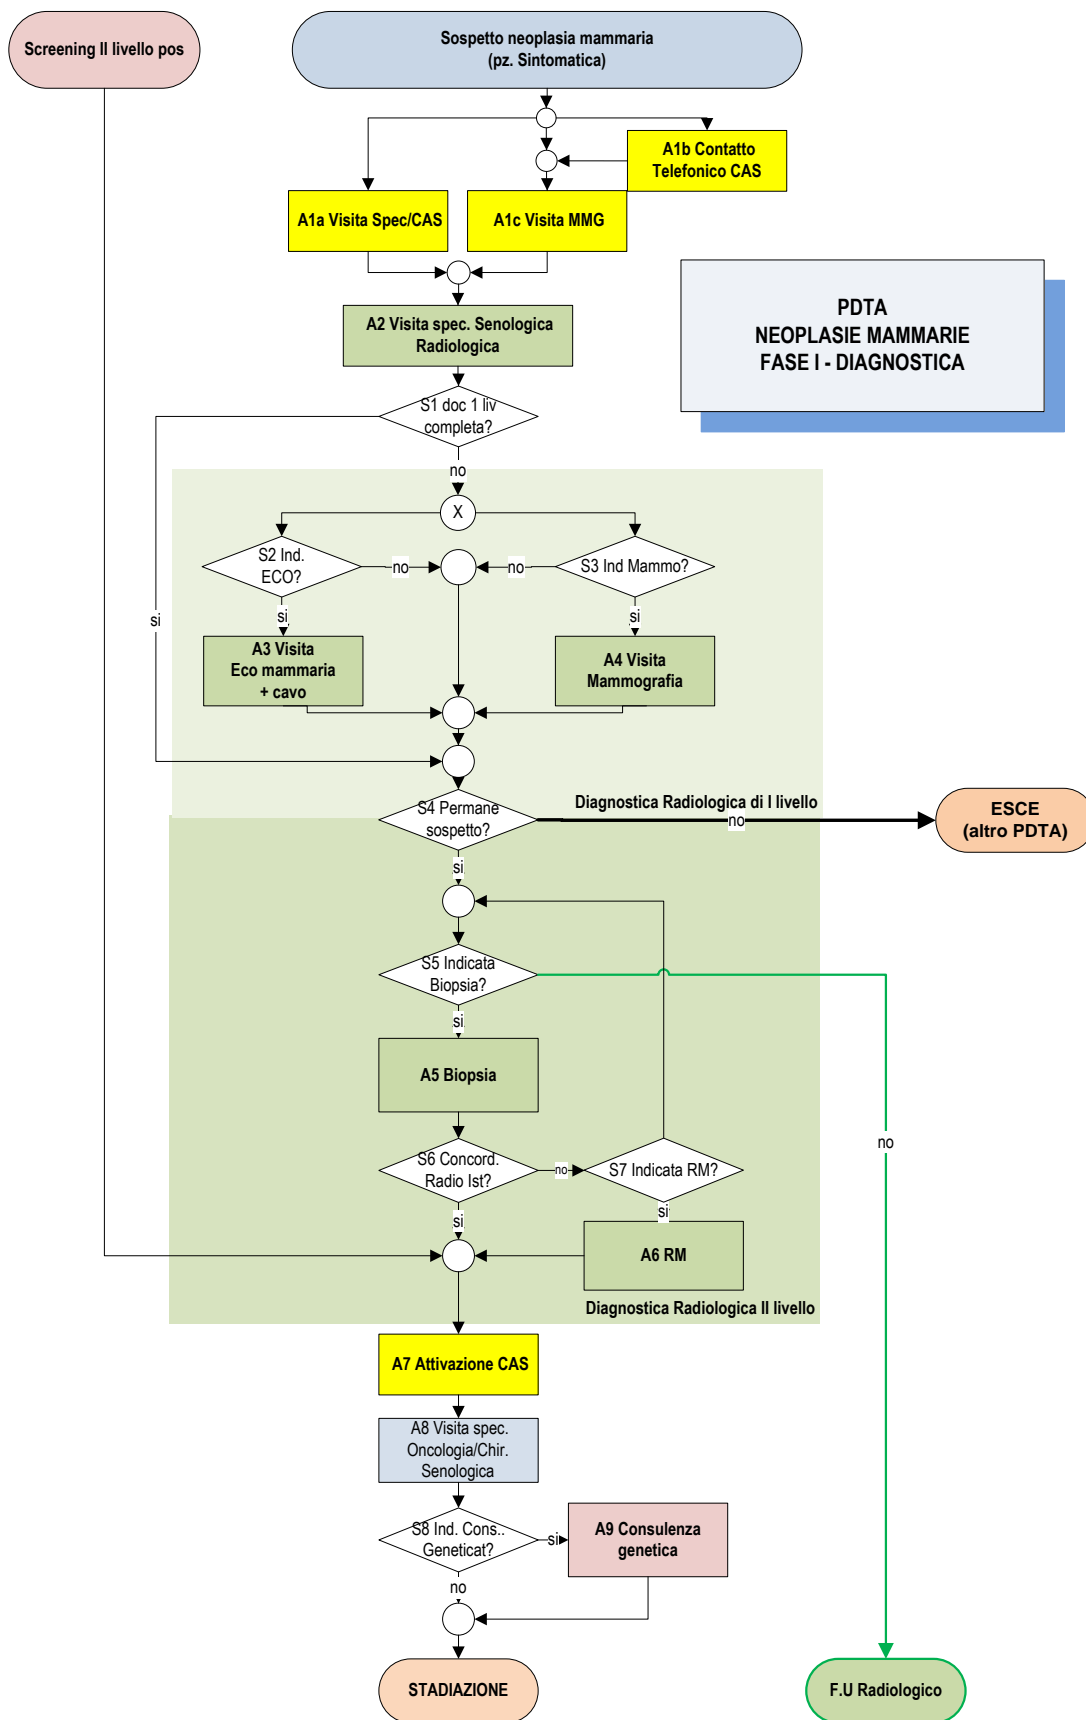 Screening II livello pos
Sospetto neoplasia mammaria
(pz. Sintomatica)
A1b Contatto
Telefonico CAS
A1a Visita Spec/CAS
A1c Visita MMG
PDTA
NEOPLASIE MAMMARIE
FASE I - DIAGNOSTICA
A2 Visita spec. Senologica
Radiologica
S1 doc 1 liv
completa?
no
X
S2 Ind.
ECO?
no
no
S3 Ind Mammo?
si
si
si
A3 Visita
Eco mammaria
+ cavo
A4 Visita
Mammografia
S4 Permane
sospetto?
Diagnostica Radiologica di I livello
no
ESCE
(altro PDTA)
si
S5 Indicata
Biopsia?
si
A5 Biopsia
no
S6 Concord.
Radio Ist?
no
S7 Indicata RM?
si
si
A6 RM
Diagnostica Radiologica II livello
A7 Attivazione CAS
A8 Visita spec.
Oncologia/Chir.
Senologica
S8 Ind. Cons..
Geneticat?
si
A9 Consulenza
genetica
no
STADIAZIONE
F.U Radiologico